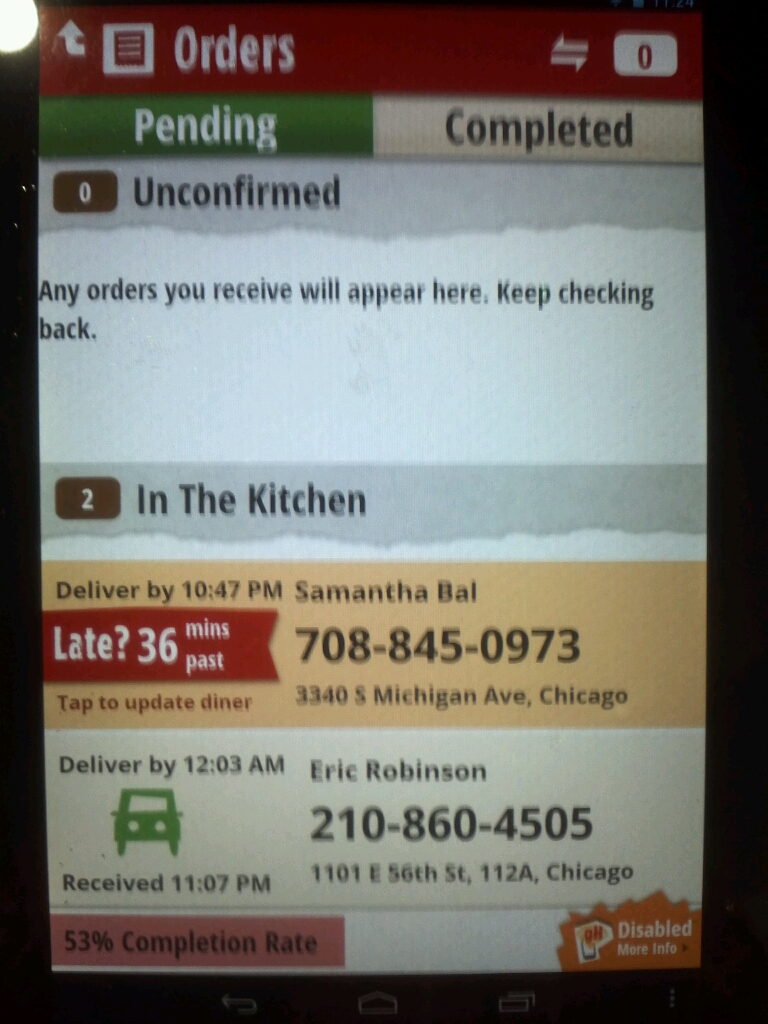 11:24
Orders
0
Pending
Completed
0 Unconfirmed
Any orders you receive will appear here. Keep checking
back.
2 In The Kitchen
Deliver by 10:47 PM
Late? 36 mins past
Tap to update diner
Samantha Bal
708-845-0973
3340 S Michigan Ave, Chicago
Deliver by 12:03 AM
Received 11:07 PM
Eric Robinson
210-860-4505
1101 E 56th St, 112A, Chicago
53% Completion Rate
gH
Disabled
More Info